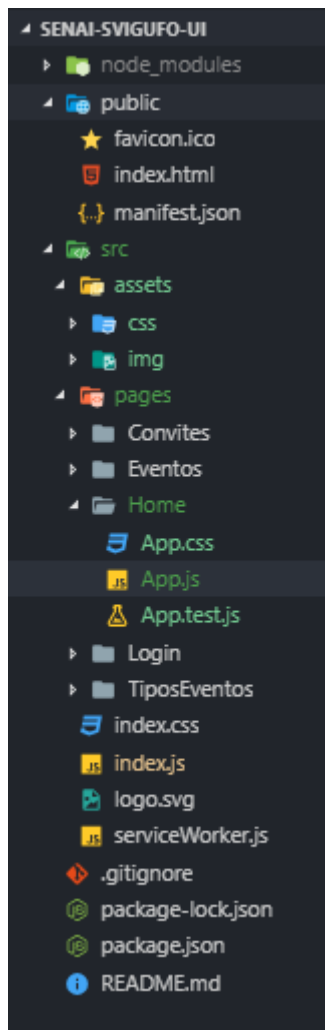 SENAI-SVIGUFO-UI
node_modules
public
favicon.ico
index.html
manifest.json
src
assets
css
img
pages
Convites
Eventos
Home
App.css
App.js
App.test.js
Login
TiposEventos
index.css
index.js
logo.svg
serviceWorker.js
.gitignore
package-lock.json
package.json
README.md